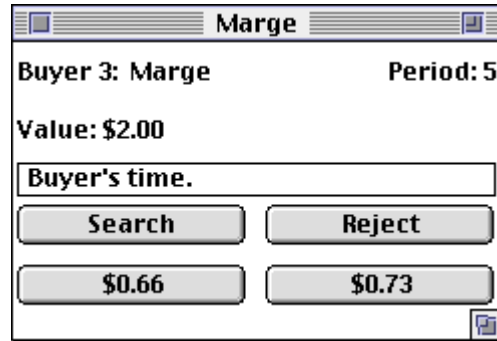 Marge
Buyer 3: Marge Period: 5
Value: $2.00
Buyer's time.
Search Reject
$0.66 $0.73